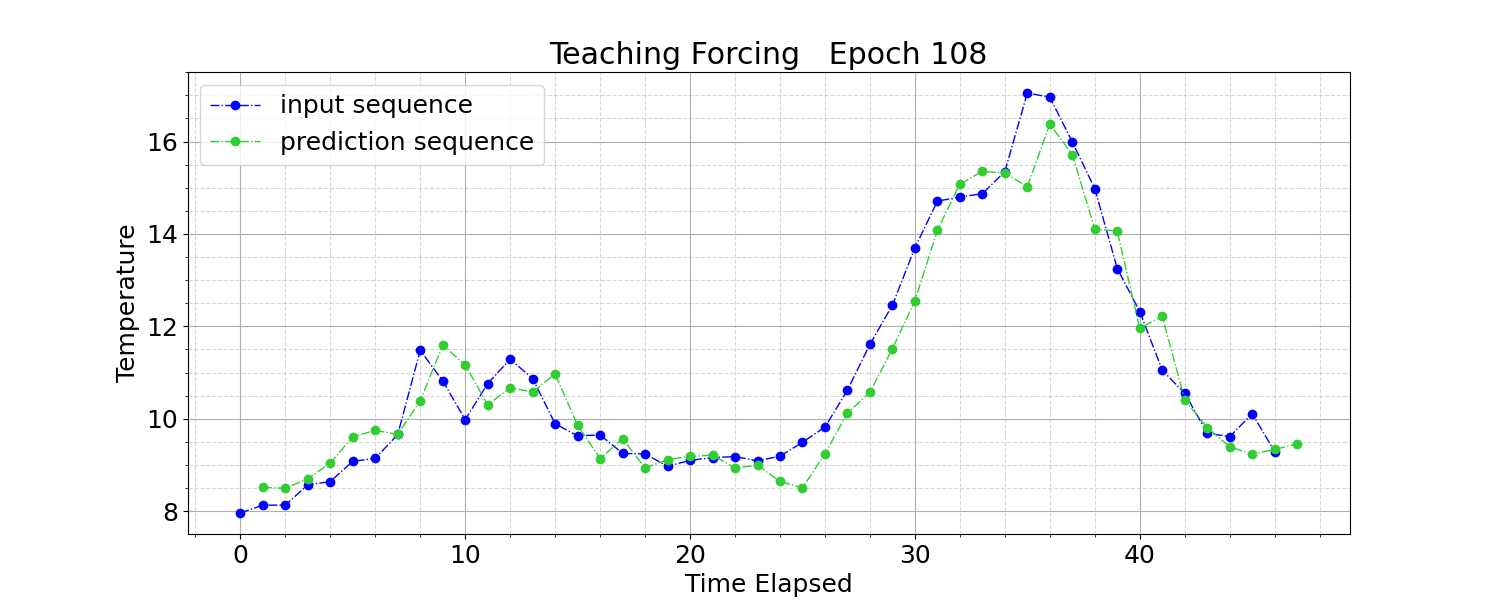 Teaching Forcing   Epoch 108
input sequence
prediction sequence
Temperature
16
14
12
10
8
0 10 20 30 40
Time Elapsed